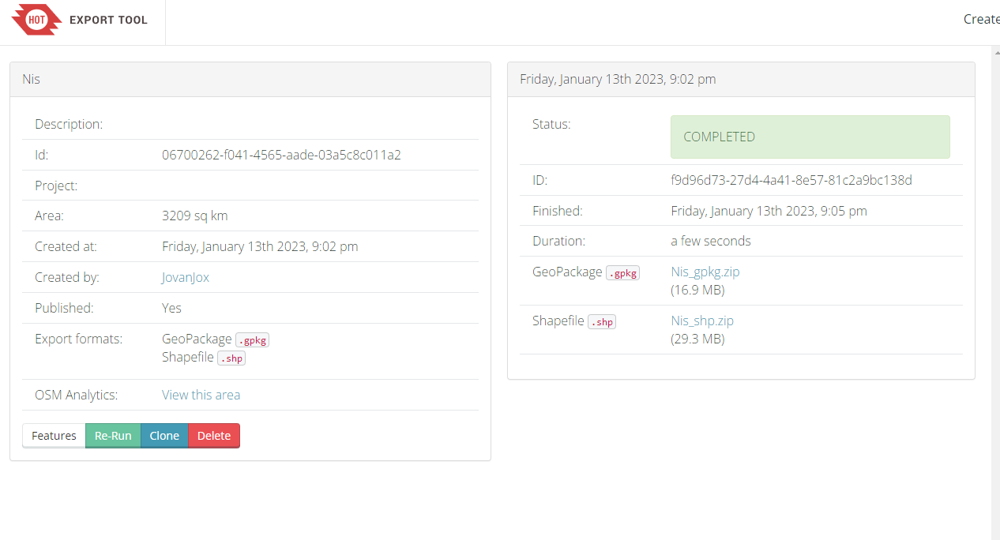 HOT EXPORT TOOL
Create
Nis
Description:
Id: 06700262-f041-4565-aade-03a5c8c011a2
Project:
Area: 3209 sq km
Created at: Friday, January 13th 2023, 9:02 pm
Created by: JovanJox
Published: Yes
Export formats: GeoPackage .gpkg
Shapefile .shp
OSM Analytics: View this area
Features Re-Run Clone Delete
Friday, January 13th 2023, 9:02 pm
Status: COMPLETED
ID: f9d96d73-27d4-4a41-8e57-81c2a9bc138d
Finished: Friday, January 13th 2023, 9:05 pm
Duration: a few seconds
GeoPackage .gpkg Nis_gpkg.zip
(16.9 MB)
Shapefile .shp Nis_shp.zip
(29.3 MB)